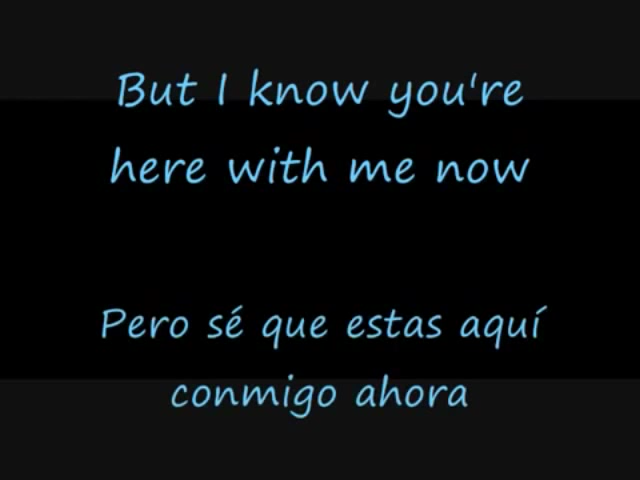 But I know you're
here with me now
Pero sé que estas aquí
conmigo ahora